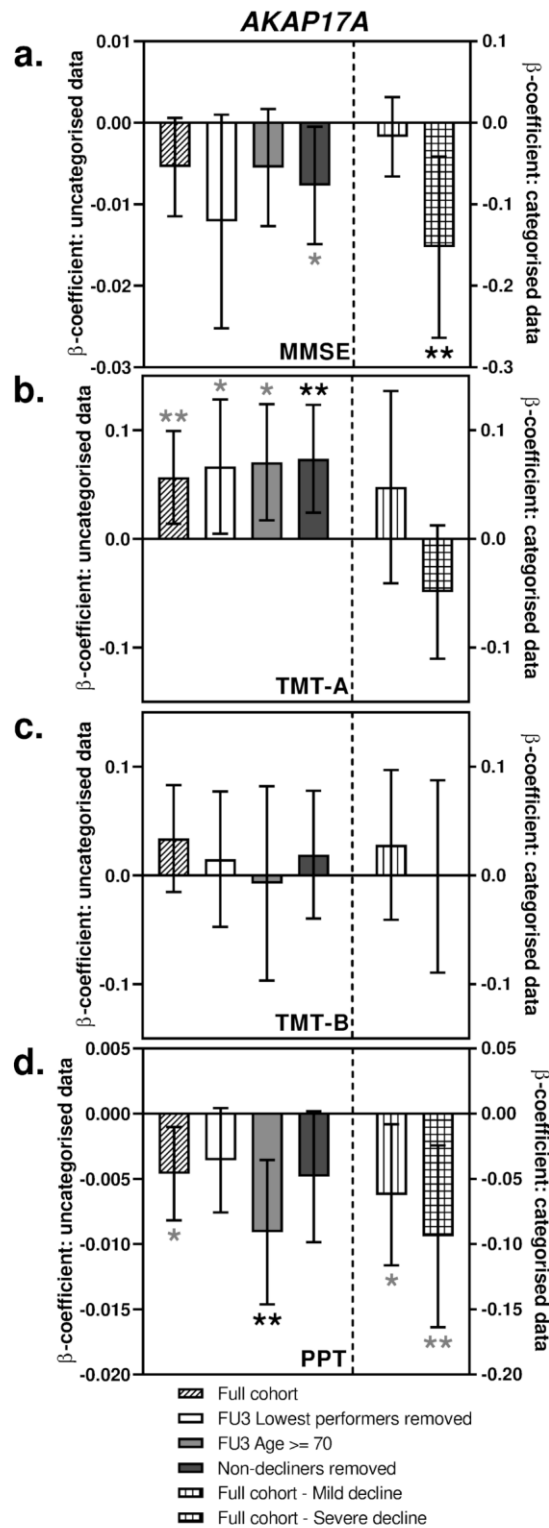 AKAP17A
a.
β-coefficient: uncategorised data
0.01
0.00
-0.01
-0.02
-0.03
*
MMSE
**
0.1
0.0
-0.1
-0.2
-0.3
β-coefficient: categorised data
b.
β-coefficient: uncategorised data
0.1
0.0
-0.1
** * * **
TMT-A
0.1
0.0
-0.1
β-coefficient: categorised data
c.
β-coefficient: uncategorised data
0.1
0.0
-0.1
TMT-B
0.1
0.0
-0.1
β-coefficient: categorised data
d.
β-coefficient: uncategorised data
0.005
0.000
-0.005
-0.010
-0.015
-0.020
*
**
PPT
*
**
0.05
0.00
-0.05
-0.10
-0.15
-0.20
β-coefficient: categorised data
Full cohort
FU3 Lowest performers removed
FU3 Age >= 70
Non-decliners removed
Full cohort - Mild decline
Full cohort - Severe decline